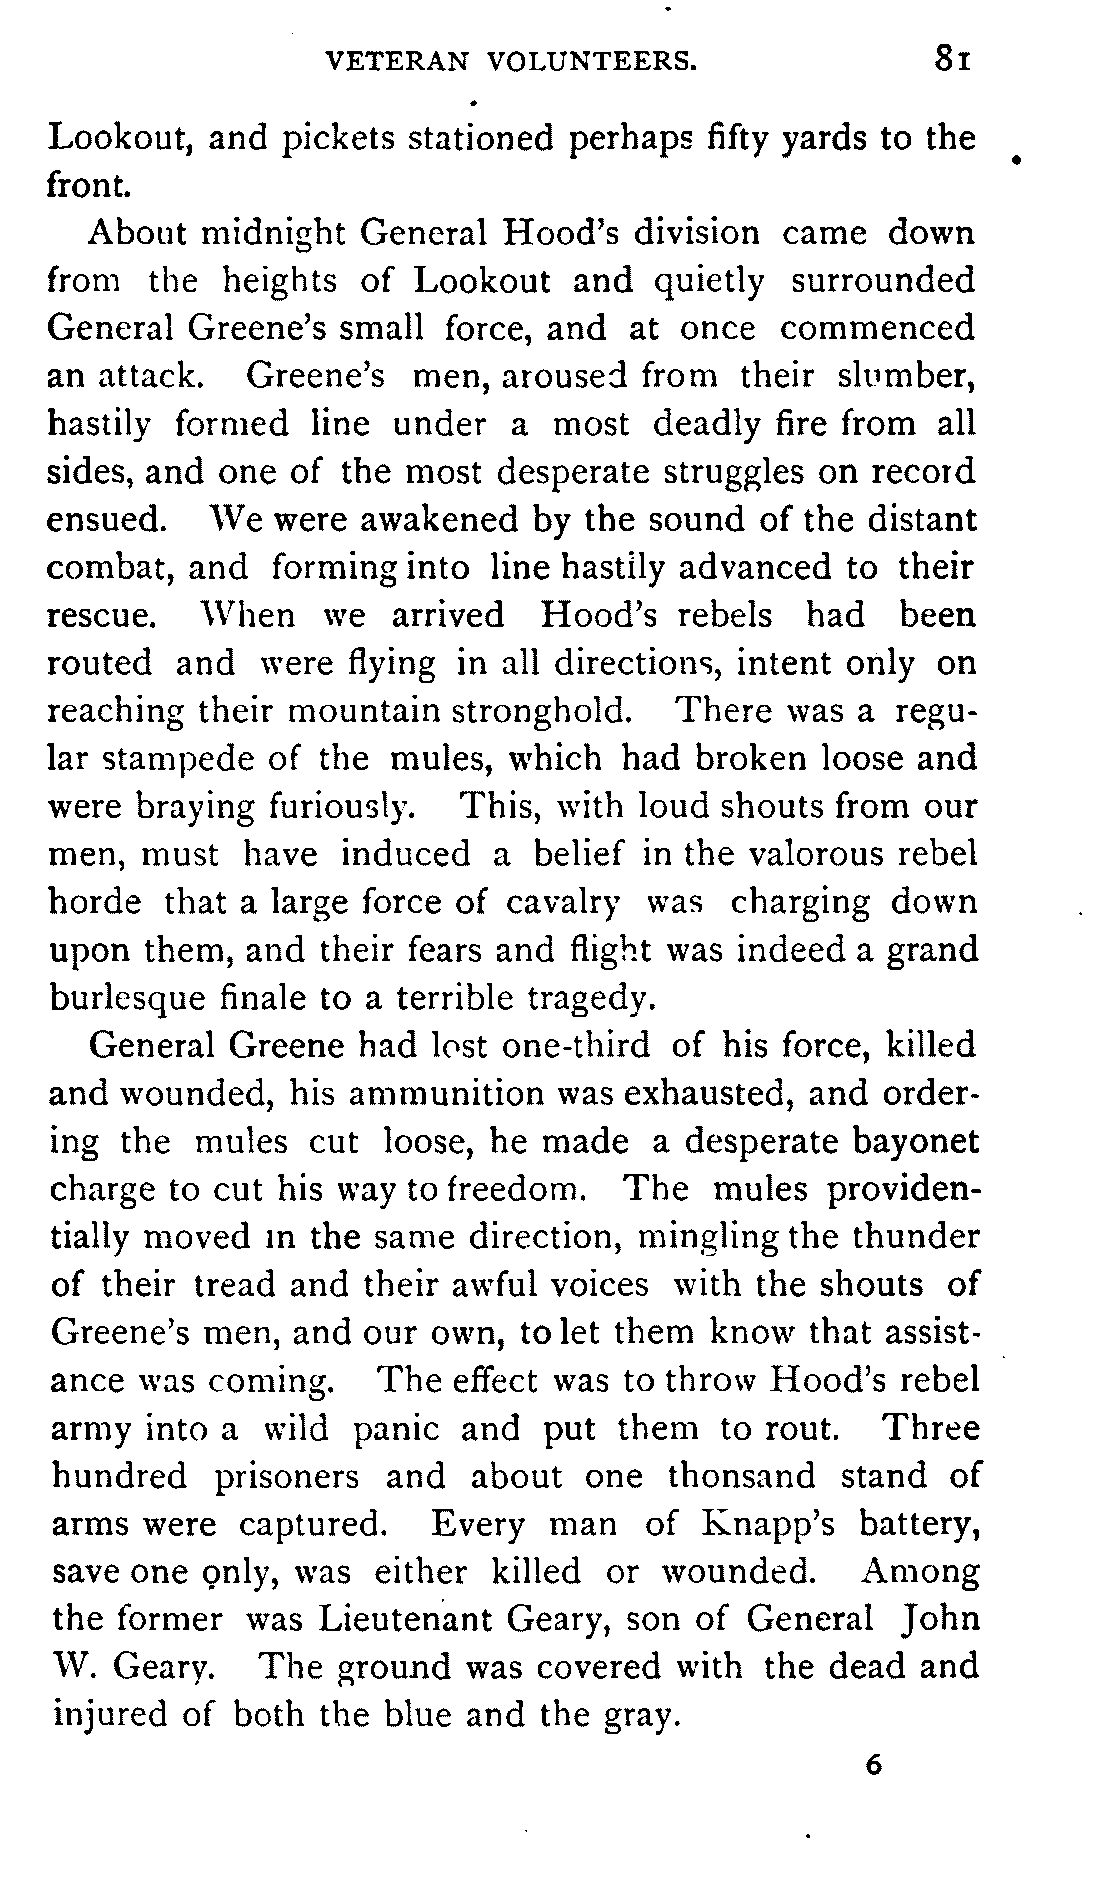 VETERAN VOLUNTEERS. 81
Lookout, and pickets stationed perhaps fifty yards to the
front.
About midnight General Hood's division came down
from the heights of Lookout and quietly surrounded
General Greene's small force, and at once commenced
an attack. Greene's men, aroused from their slumber,
hastily formed line under a most deadly fire from all
sides, and one of the most desperate struggles on record
ensued. We were awakened by the sound of the distant
combat, and forming into line hastily advanced to their
rescue. When we arrived Hood's rebels had been
routed and were flying in all directions, intent only on
reaching their mountain stronghold. There was a regu-
lar stampede of the mules, which had broken loose and
were braying furiously. This, with loud shouts from our
men, must have induced a belief in the valorous rebel
horde that a large force of cavalry was charging down
upon them, and their fears and flight was indeed a grand
burlesque finale to a terrible tragedy.
General Greene had lost one-third of his force, killed
and wounded, his ammunition was exhausted, and order-
ing the mules cut loose, he made a desperate bayonet
charge to cut his way to freedom. The mules providen-
tially moved in the same direction, mingling the thunder
of their tread and their awful voices with the shouts of
Greene's men, and our own, to let them know that assist-
ance was coming. The effect was to throw Hood's rebel
army into a wild panic and put them to rout. Three
hundred prisoners and about one thonsand stand of
arms were captured. Every man of Knapp's battery,
save one only, was either killed or wounded. Among
the former was Lieutenant Geary, son of General John
W. Geary. The ground was covered with the dead and
injured of both the blue and the gray.
6